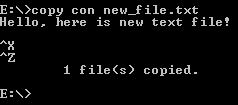 E:\>copy con new_file.txt
Hello, here is new text file!
^X
^Z
1 file(s) copied.
E:\>